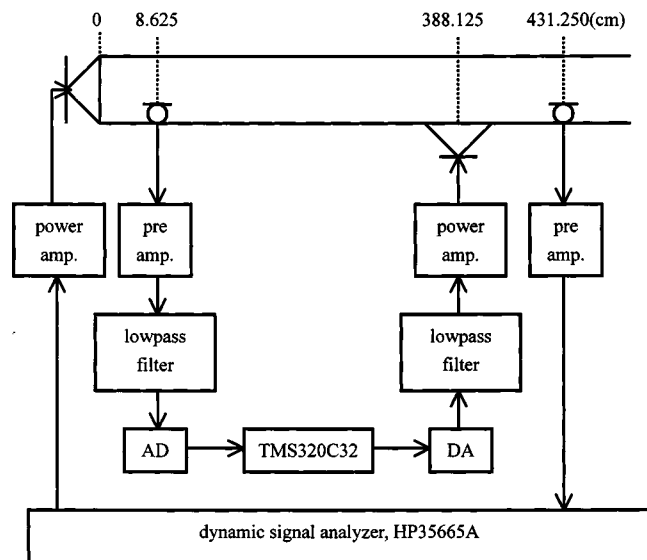 0 8.625 388.125 431.250(cm)
power
amp.
pre
amp.
power
amp.
pre
amp.
lowpass
filter
lowpass
filter
AD TMS320C32 DA
dynamic signal analyzer, HP35665A